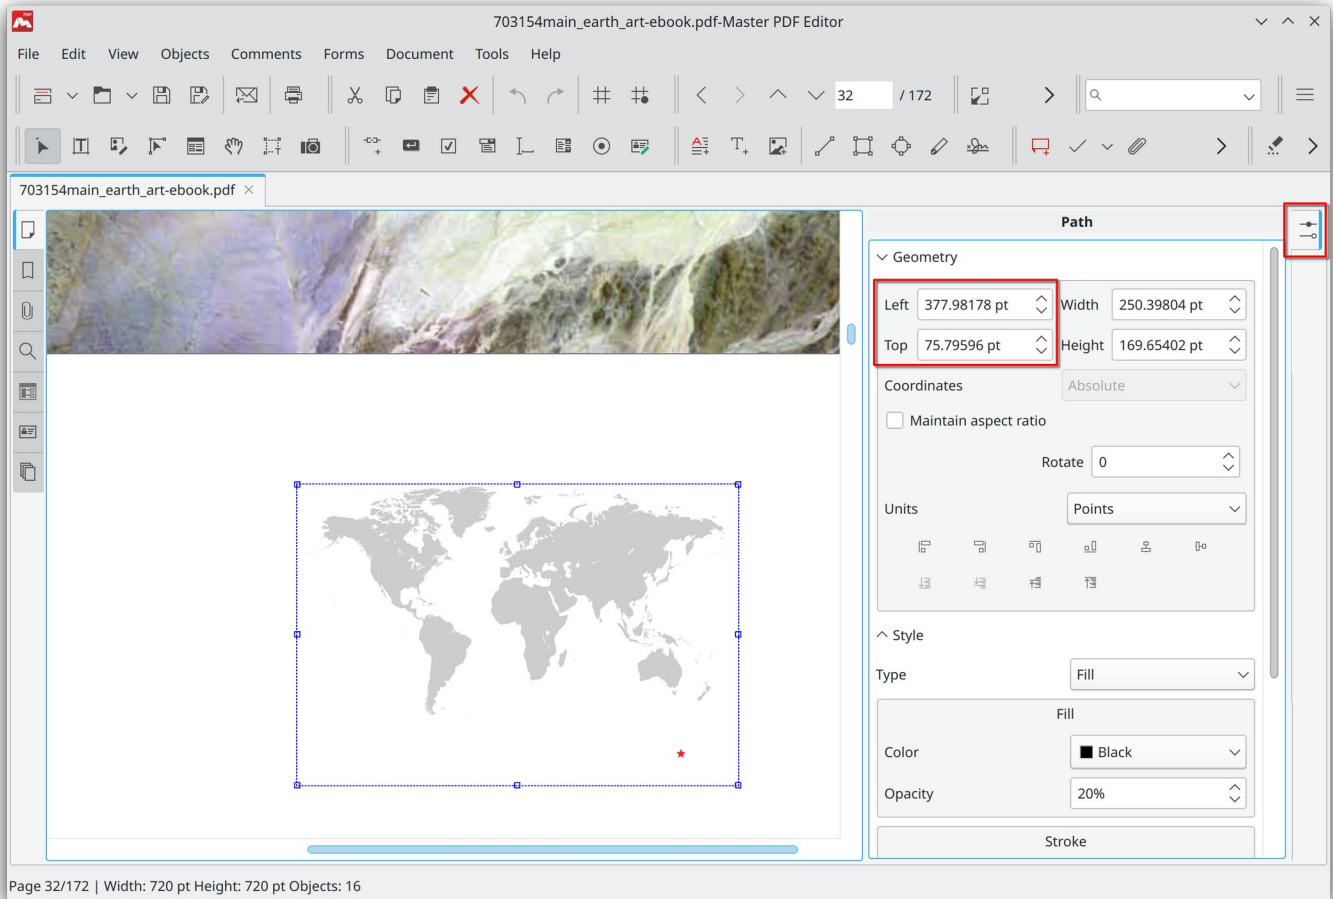 703154main_earth_art-ebook.pdf-Master PDF Editor
File Edit View Objects Comments Forms Document Tools Help
32 / 172
703154main_earth_art-ebook.pdf
Path
Geometry
Left 377.98178 pt Width 250.39804 pt
Top 75.79596 pt Height 169.65402 pt
Coordinates Absolute
Maintain aspect ratio
Rotate 0
Units Points
Style
Type Fill
Fill
Color Black
Opacity 20%
Stroke
Page 32/172 | Width: 720 pt Height: 720 pt Objects: 16